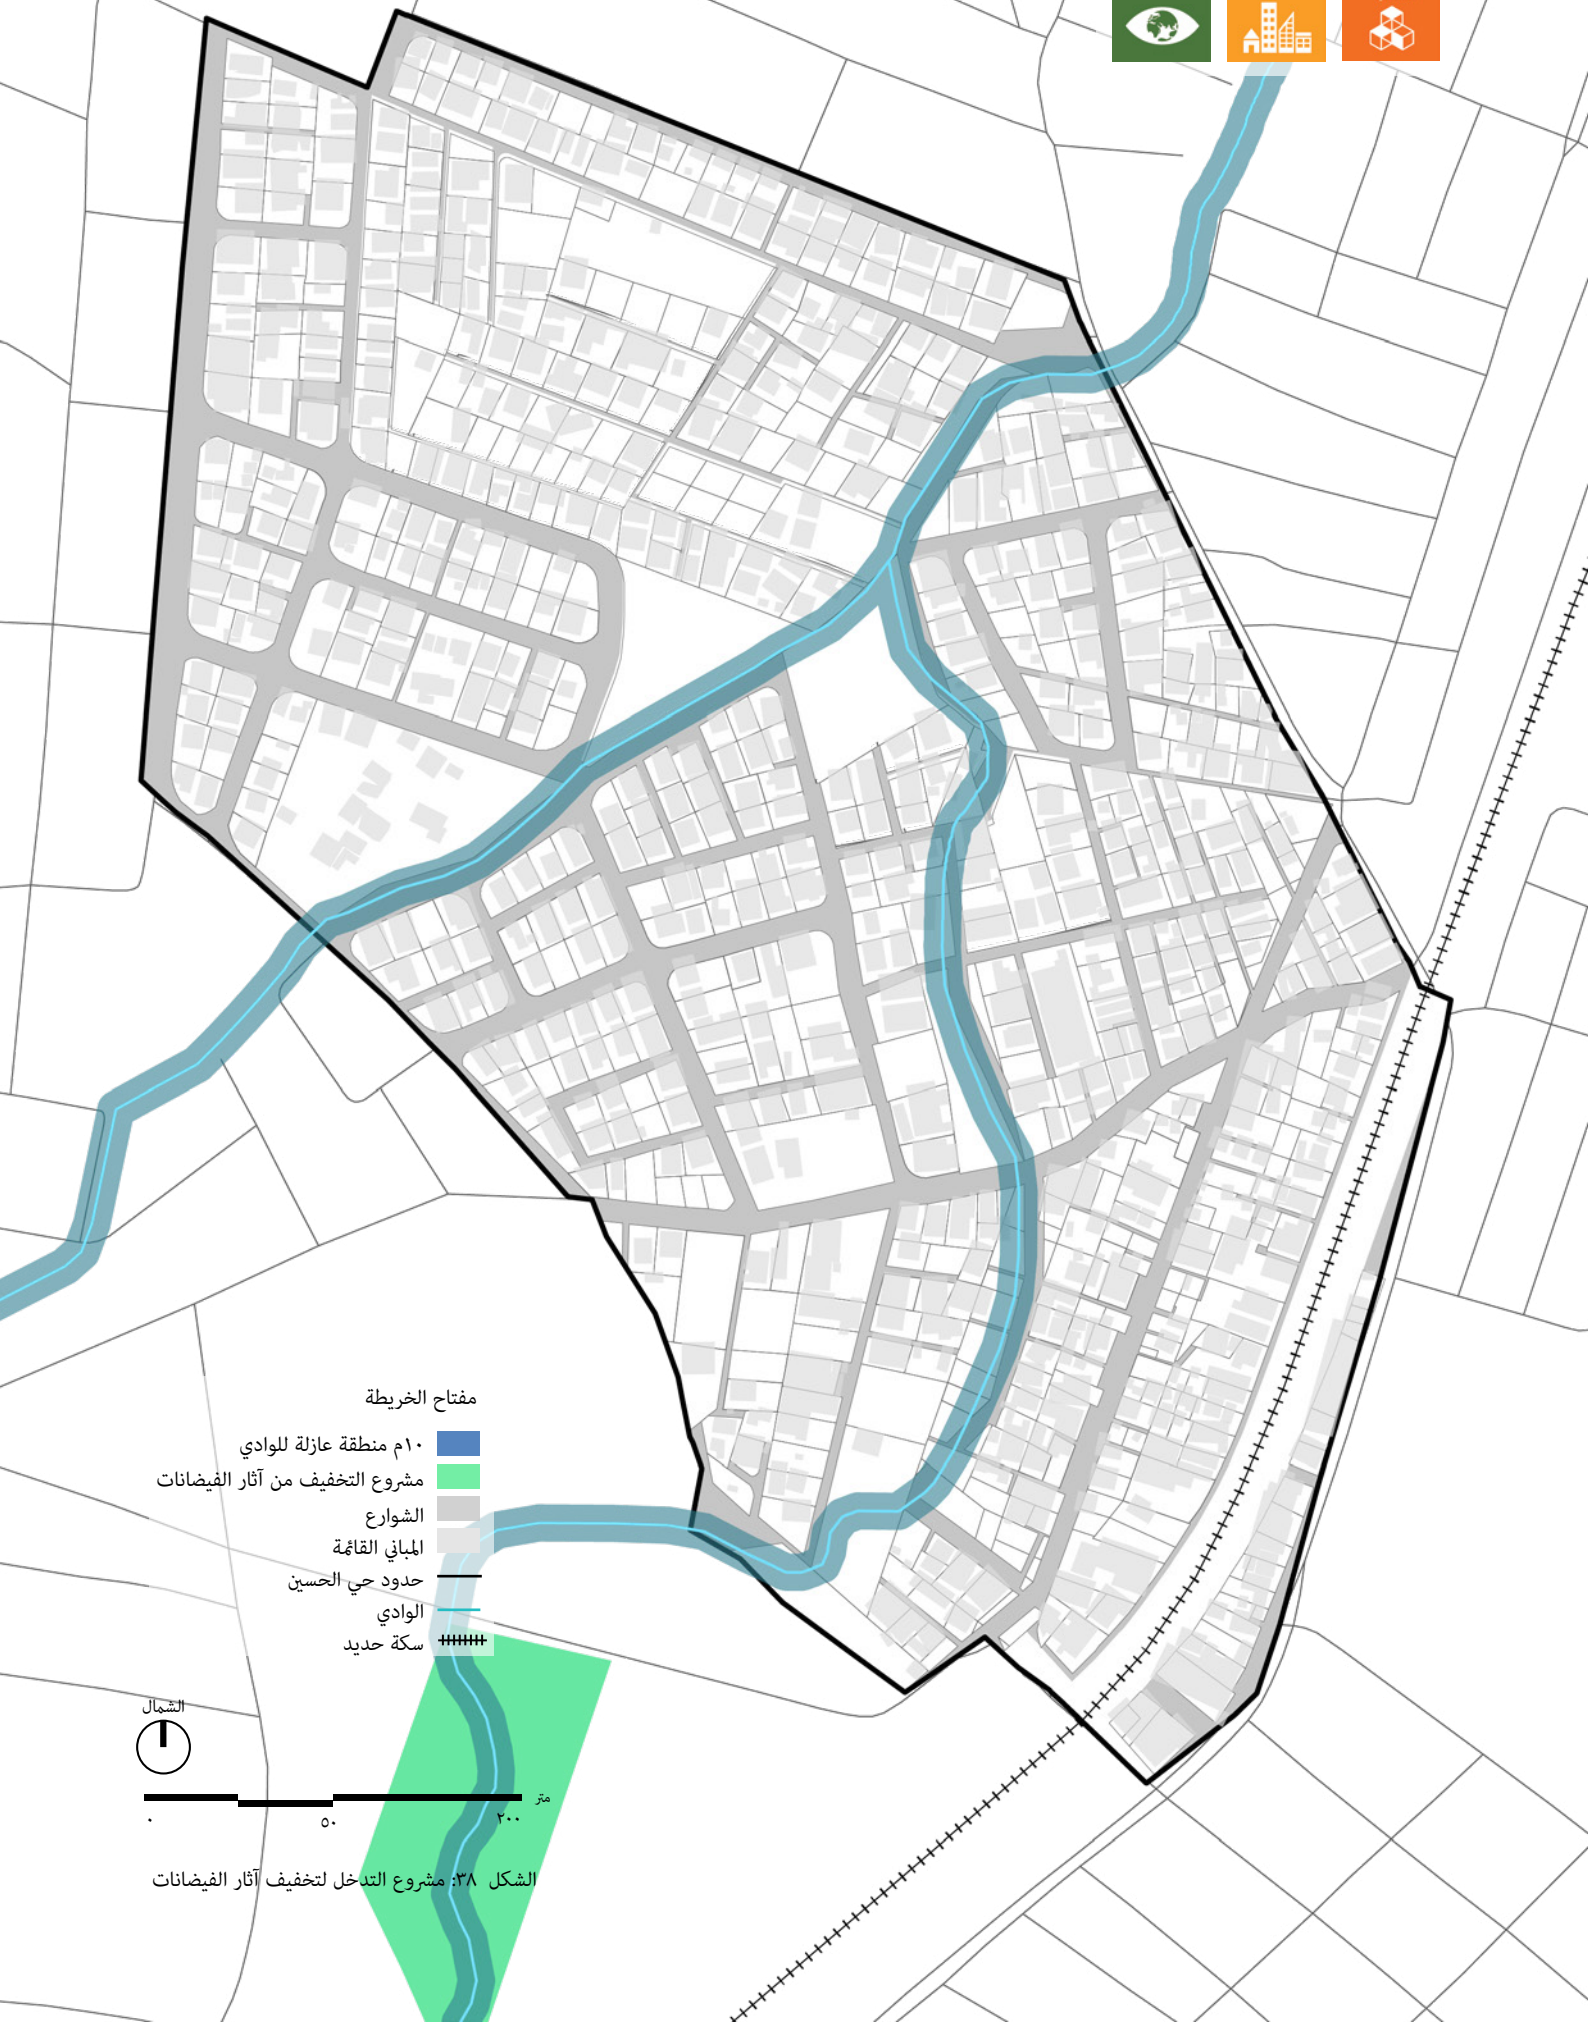 مفتاح الخريطة
١٠م منطقة عازلة للوادي
مشروع التخفيف من آثار الفيضانات
الشوارع
المباني القائمة
حدود حي الحسين
الوادي
سكة حديد
الشمال
متر
٠ ٥٠ ٢٠٠
الشكل ٣٨: مشروع التدخل لتخفيف آثار الفيضانات